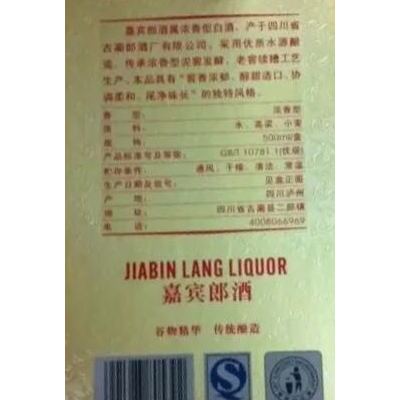 嘉宾郎酒属浓香型白酒、产于四川省
古蔺郎酒厂有限公司，采用优质水源酿
造、传承浓香型泥窖发酵、老窖续糟工艺
生产。本品具有“窖香浓郁、醇甜适口、协
调柔和、尾净味长”的独特风格。
香 型： 浓香型
原 料： 水、高粱、小麦
规 格： 500ml/盒
产品标准号及等级： GB/T 10781.1(优级)
贮存条件： 通风、干燥、清洁、常温
生产日期及批号： 见盒正面
产 地： 四川泸州
地 址： 四川省古蔺县二郎镇
电 话： 4008066969
JIABIN LANG LIQUOR
嘉宾郎酒
谷物精华 传统酿造